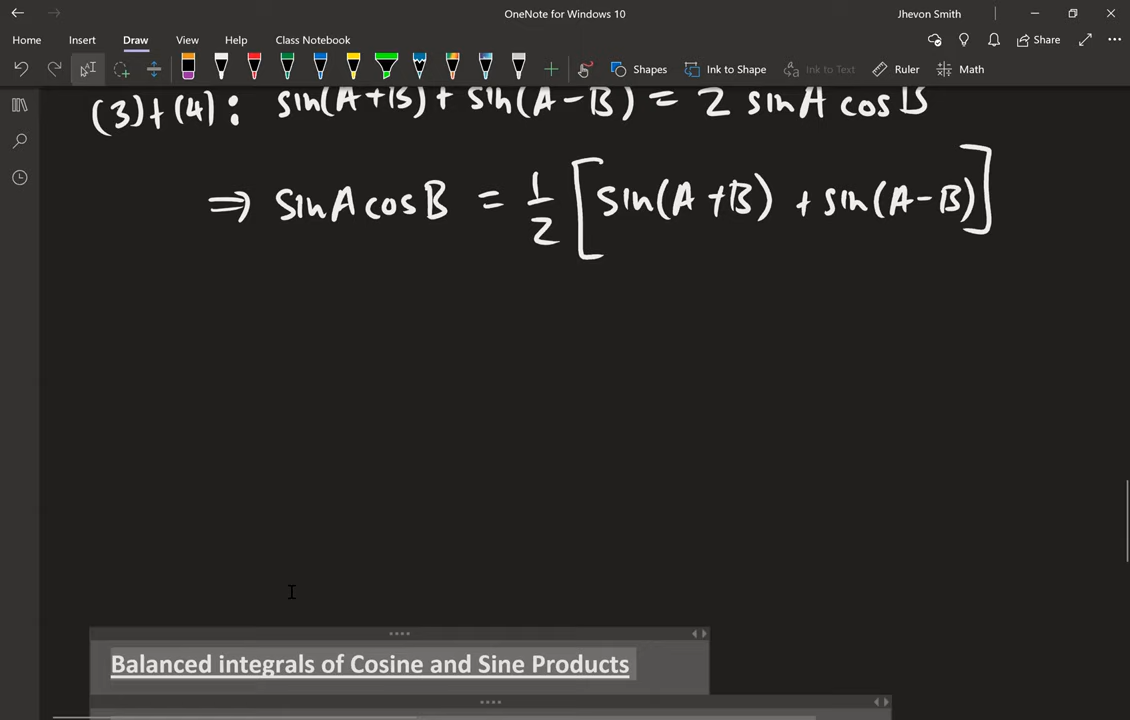 OneNote for Windows 10
Jhevon Smith
Home Insert Draw View Help Class Notebook
Share
Shapes Ink to Shape Ink to Text Ruler Math
(3)+(4): sin(A+B)+ sin(A-B) = 2 sinA cosB
⇒ sinAcosB = 1/2 [sin(A+B) + sin(A-B)]
Balanced integrals of Cosine and Sine Products